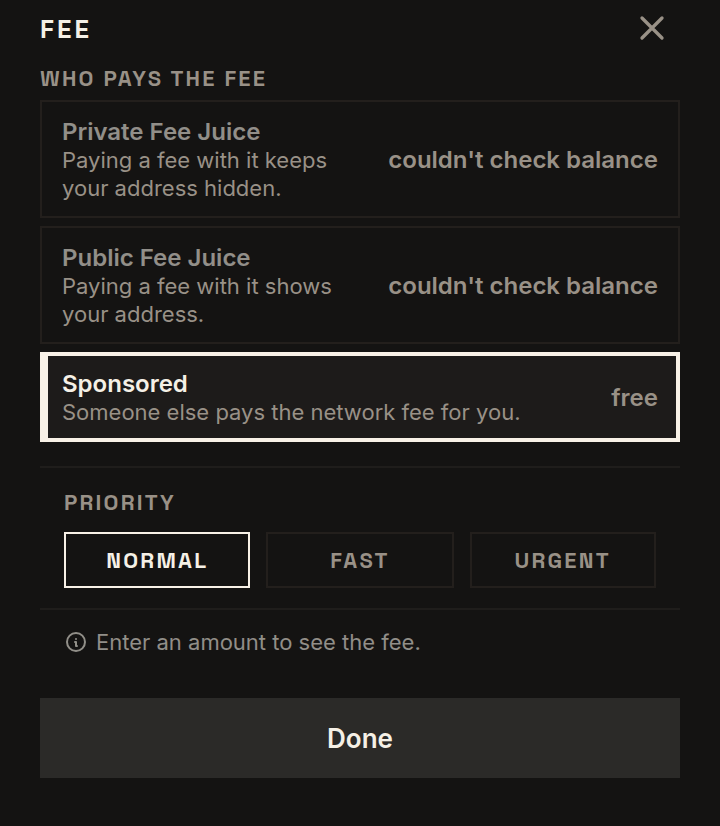 FEE
WHO PAYS THE FEE
Private Fee Juice
Paying a fee with it keeps
your address hidden.
couldn't check balance
Public Fee Juice
Paying a fee with it shows
your address.
couldn't check balance
Sponsored
Someone else pays the network fee for you.
free
PRIORITY
NORMAL
FAST
URGENT
Enter an amount to see the fee.
Done